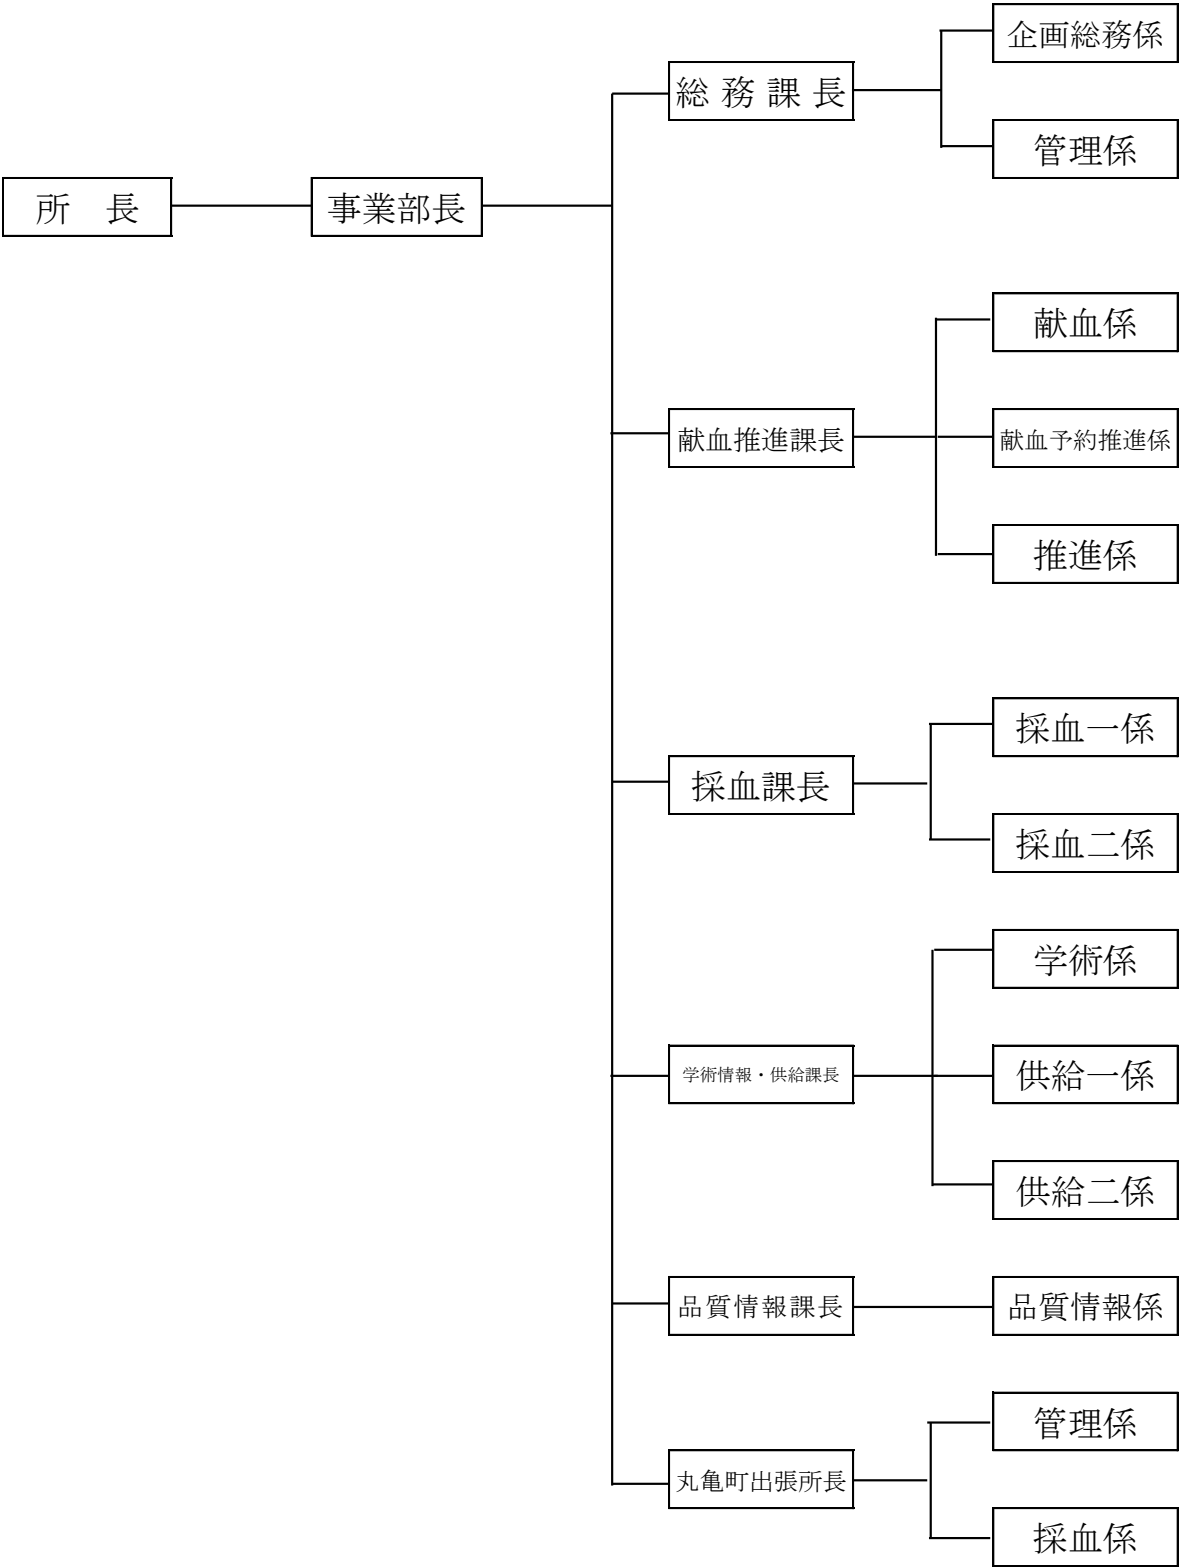 所　長
事業部長
総 務 課 長
企画総務係
管理係
献血推進課長
献血係
献血予約推進係
推進係
採血課長
採血一係
採血二係
学術情報・供給課長
学術係
供給一係
供給二係
品質情報課長
品質情報係
丸亀町出張所長
管理係
採血係